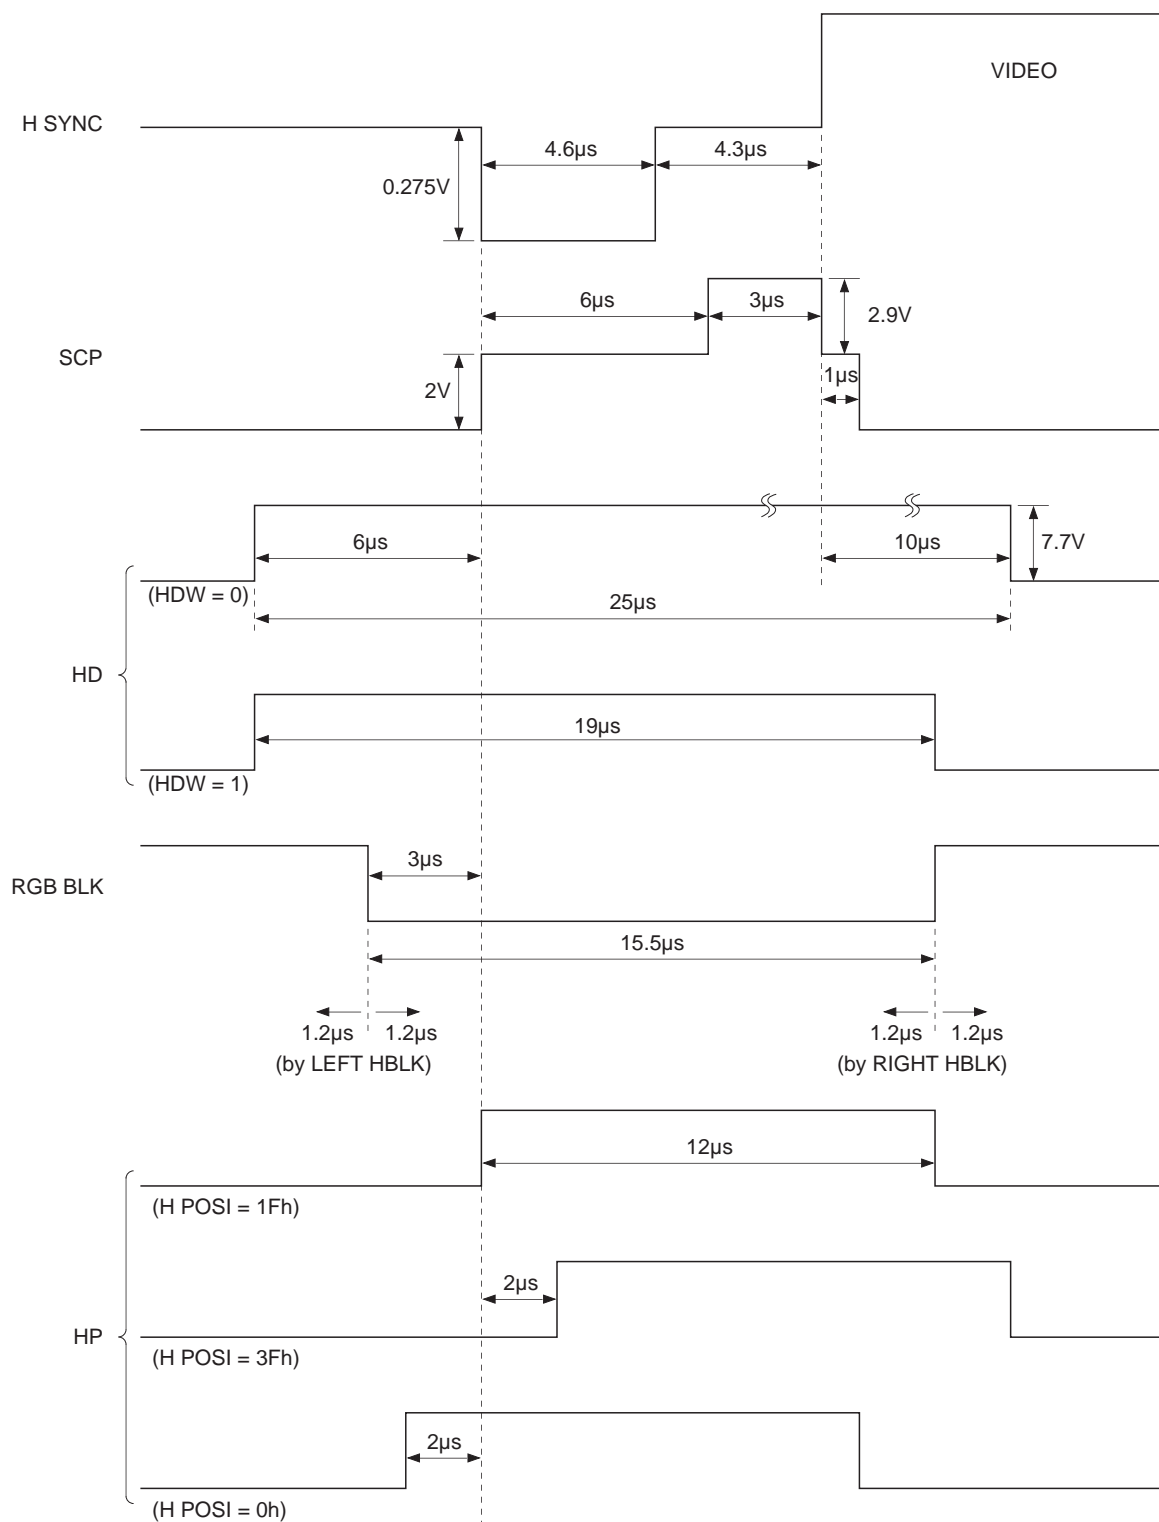 VIDEO
H SYNC
4.6µs
4.3µs
0.275V
6µs
3µs
2.9V
SCP
1µs
2V
6µs
10µs
7.7V
(HDW = 0)
25µs
HD
19µs
(HDW = 1)
3µs
RGB BLK
15.5µs
1.2µs 1.2µs
1.2µs 1.2µs
(by LEFT HBLK)
(by RIGHT HBLK)
12µs
(H POSI = 1Fh)
2µs
HP
(H POSI = 3Fh)
2µs
(H POSI = 0h)